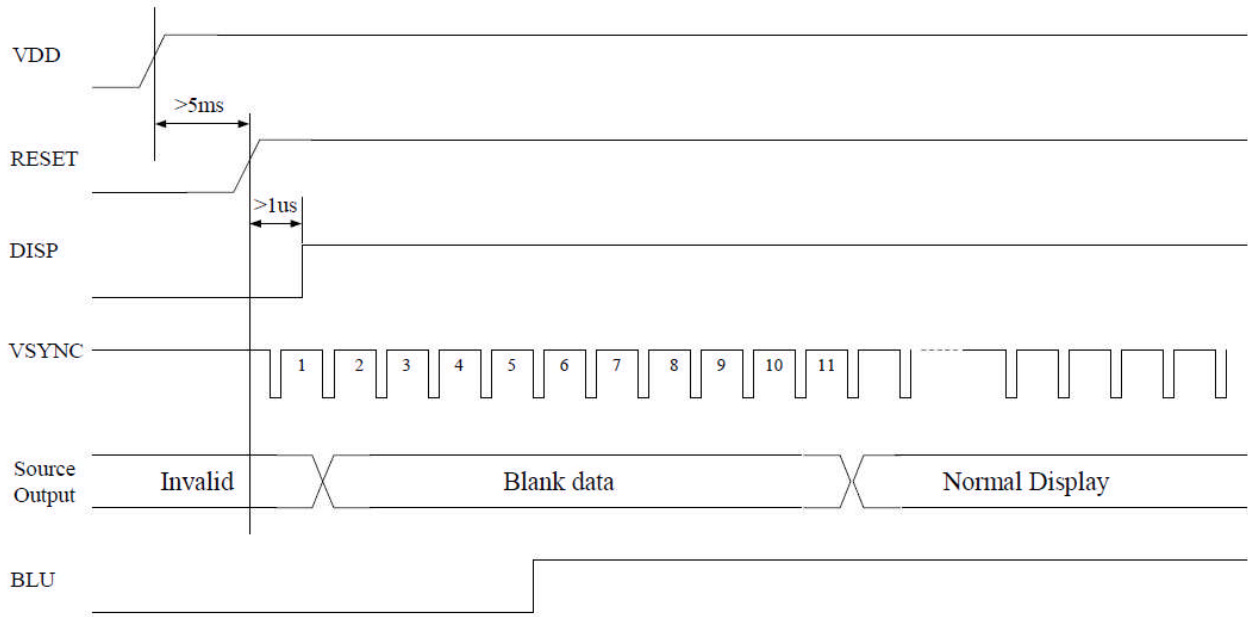 VDD
>5ms
RESET
>1us
DISP
VSYNC
1 2 3 4 5 6 7 8 9 10 11
Source
Output
Invalid
Blank data
Normal Display
BLU